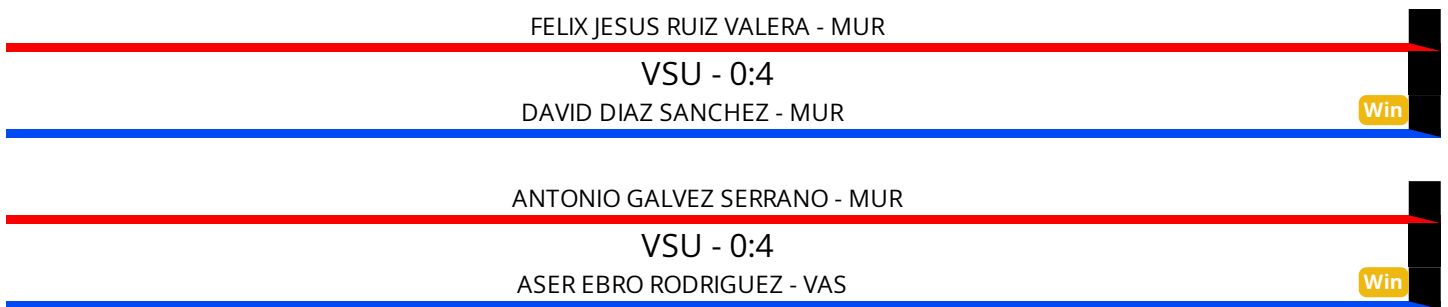 FELIX JESUS RUIZ VALERA - MUR
VSU - 0:4
DAVID DIAZ SANCHEZ - MUR Win
ANTONIO GALVEZ SERRANO - MUR
VSU - 0:4
ASER EBRO RODRIGUEZ - VAS Win